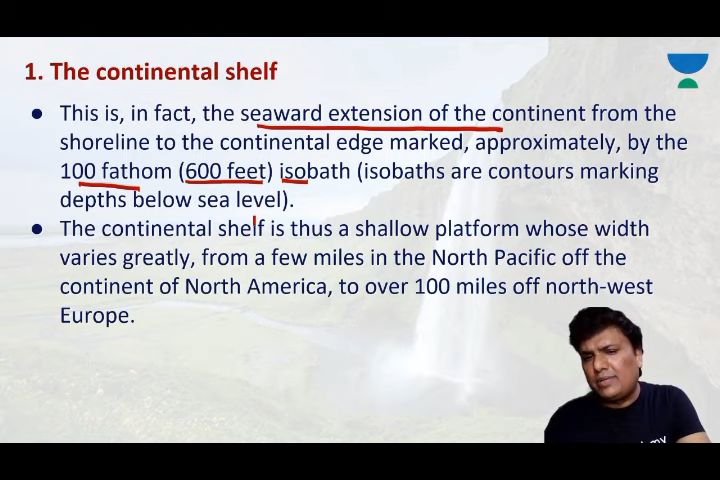 1. The continental shelf
● This is, in fact, the seaward extension of the continent from the
shoreline to the continental edge marked, approximately, by the
100 fathom (600 feet) isobath (isobaths are contours marking
depths below sea level).
● The continental shelf is thus a shallow platform whose width
varies greatly, from a few miles in the North Pacific off the
continent of North America, to over 100 miles off north-west
Europe.